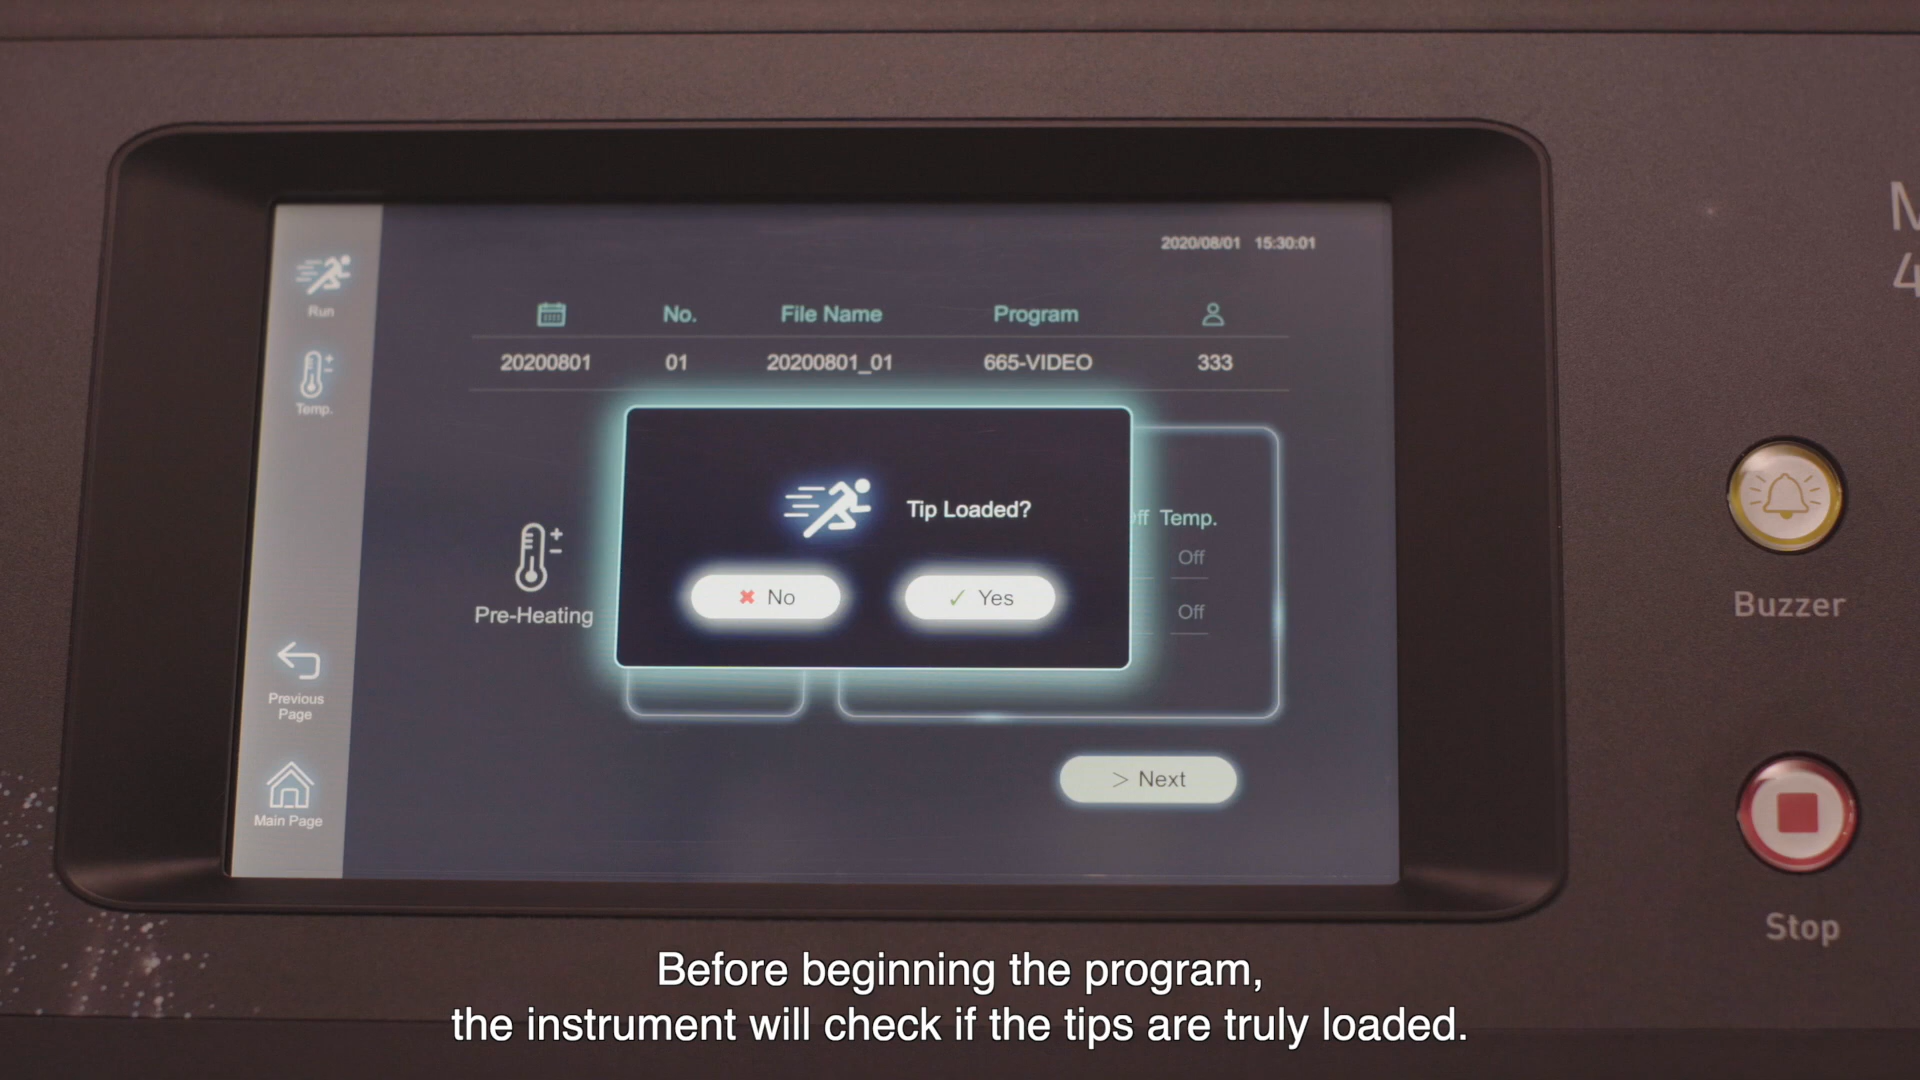 2020/08/01 15:30:01
Run
No. File Name Program
20200801 01 20200801_01 665-VIDEO 333
Temp.
Tip Loaded?
Temp.
Off
No Yes
Off
Pre-Heating
Previous
Page
> Next
Main Page
Buzzer
Stop
Before beginning the program,
the instrument will check if the tips are truly loaded.